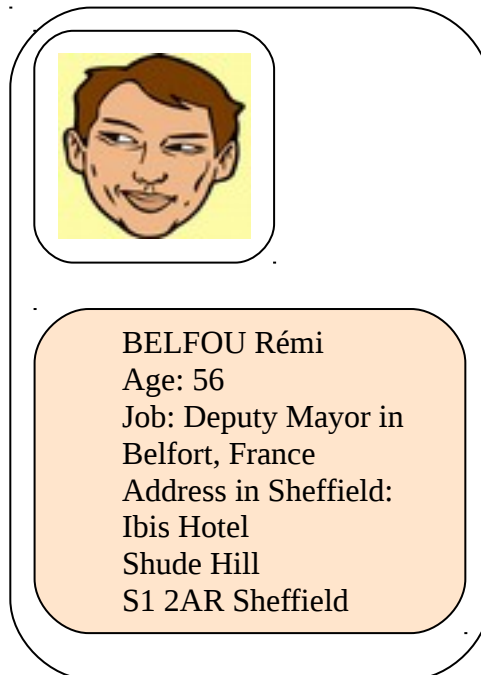 BELFOU Rémi
Age: 56
Job: Deputy Mayor in
Belfort, France
Address in Sheffield:
Ibis Hotel
Shude Hill
S1 2AR Sheffield